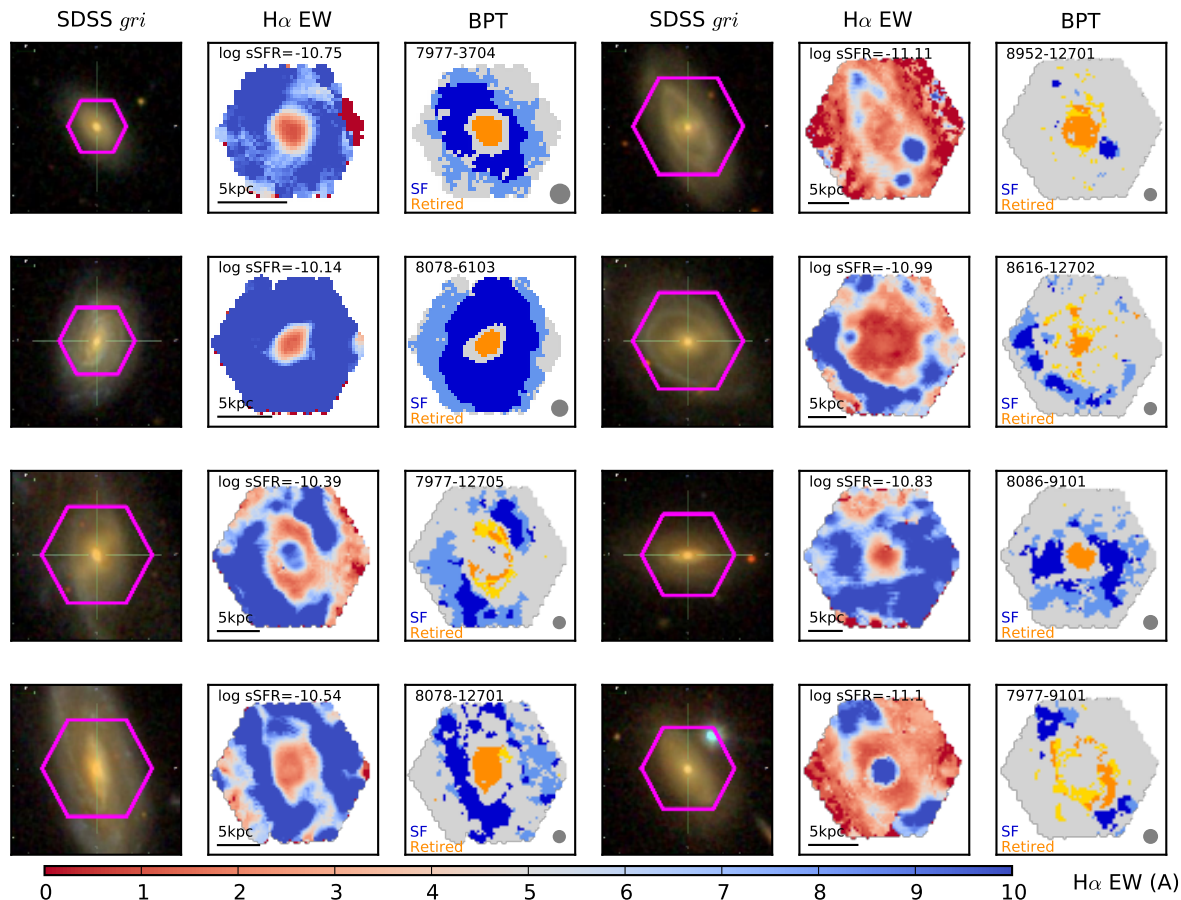 SDSS gri Hα EW BPT SDSS gri Hα EW BPT
log sSFR=-10.75 7977-3704 log sSFR=-11.11 8952-12701
5kpc SF 5kpc SF
Retired Retired
log sSFR=-10.14 8078-6103 log sSFR=-10.99 8616-12702
5kpc SF 5kpc SF
Retired Retired
log sSFR=-10.39 7977-12705 log sSFR=-10.83 8086-9101
5kpc SF 5kpc SF
Retired Retired
log sSFR=-10.54 8078-12701 log sSFR=-11.1 7977-9101
5kpc SF 5kpc SF
Retired Retired
0 1 2 3 4 5 6 7 8 9 10 Hα EW (A)